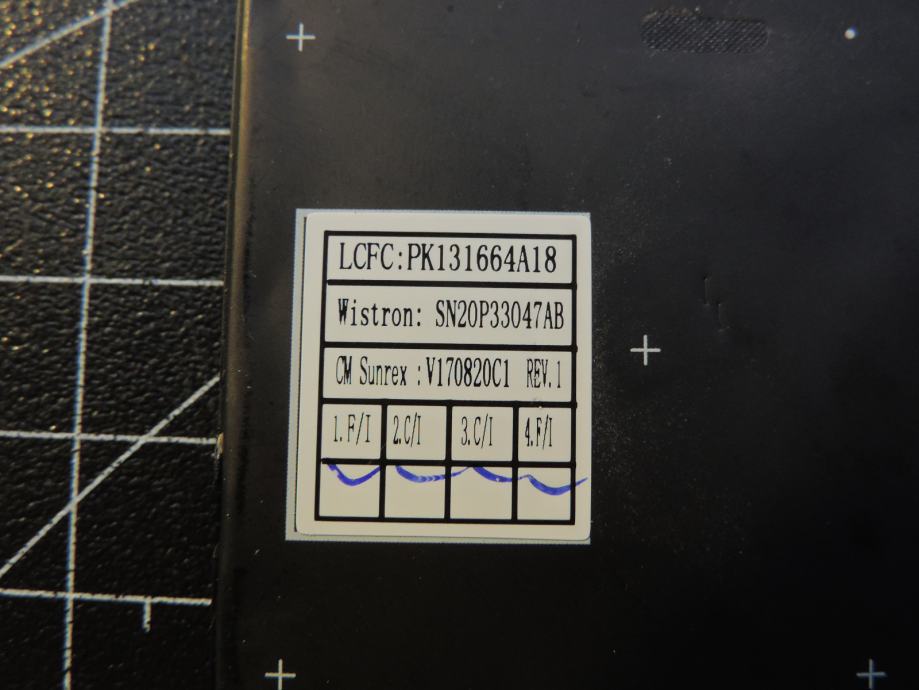 LCFC:PK131664A18
Wistron: SN20P33047AB
CM Sunrex :V170820C1 REV.1
1.F/I 2.C/I 3.C/I 4.F/I